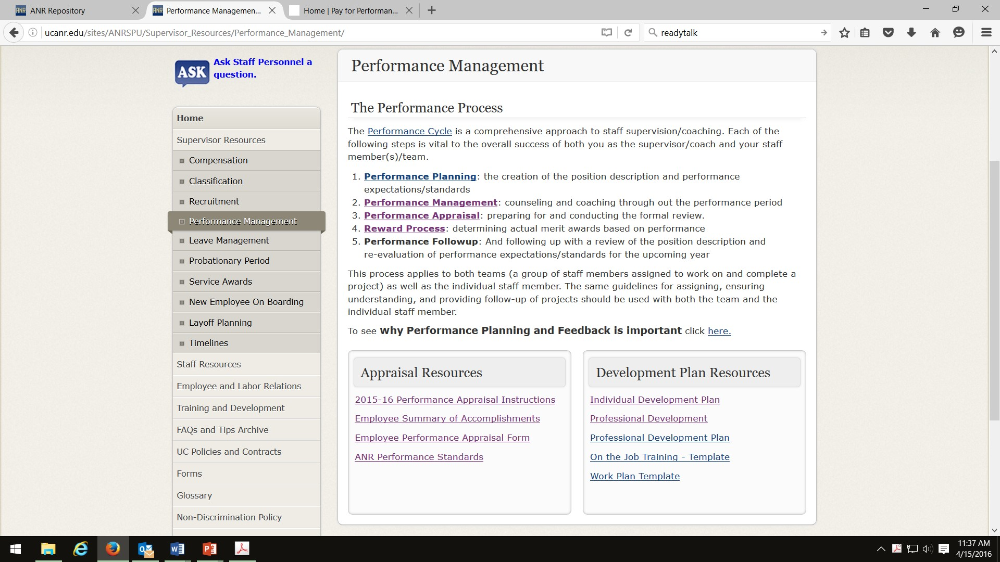 ANR Repository
Performance Managemen...
Home | Pay for Performan...
ucanr.edu/sites/ANRSPU/Supervisor_Resources/Performance_Management/
readytalk
ASK
Ask Staff Personnel a
question.
Home
Supervisor Resources
Compensation
Classification
Recruitment
Performance Management
Leave Management
Probationary Period
Service Awards
New Employee On Boarding
Layoff Planning
Timelines
Staff Resources
Employee and Labor Relations
Training and Development
FAQs and Tips Archive
UC Policies and Contracts
Forms
Glossary
Non-Discrimination Policy
Performance Management
The Performance Process
The Performance Cycle is a comprehensive approach to staff supervision/coaching. Each of the
following steps is vital to the overall success of both you as the supervisor/coach and your staff
member(s)/team.
1. Performance Planning: the creation of the position description and performance
expectations/standards
2. Performance Management: counseling and coaching through out the performance period
3. Performance Appraisal: preparing for and conducting the formal review.
4. Reward Process: determining actual merit awards based on performance
5. Performance Followup: And following up with a review of the position description and
re-evaluation of performance expectations/standards for the upcoming year
This process applies to both teams (a group of staff members assigned to work on and complete a
project) as well as the individual staff member. The same guidelines for assigning, ensuring
understanding, and providing follow-up of projects should be used with both the team and the
individual staff member.
To see why Performance Planning and Feedback is important click here.
Appraisal Resources
2015-16 Performance Appraisal Instructions
Employee Summary of Accomplishments
Employee Performance Appraisal Form
ANR Performance Standards
Development Plan Resources
Individual Development Plan
Professional Development
Professional Development Plan
On the Job Training - Template
Work Plan Template
11:37 AM
4/15/2016